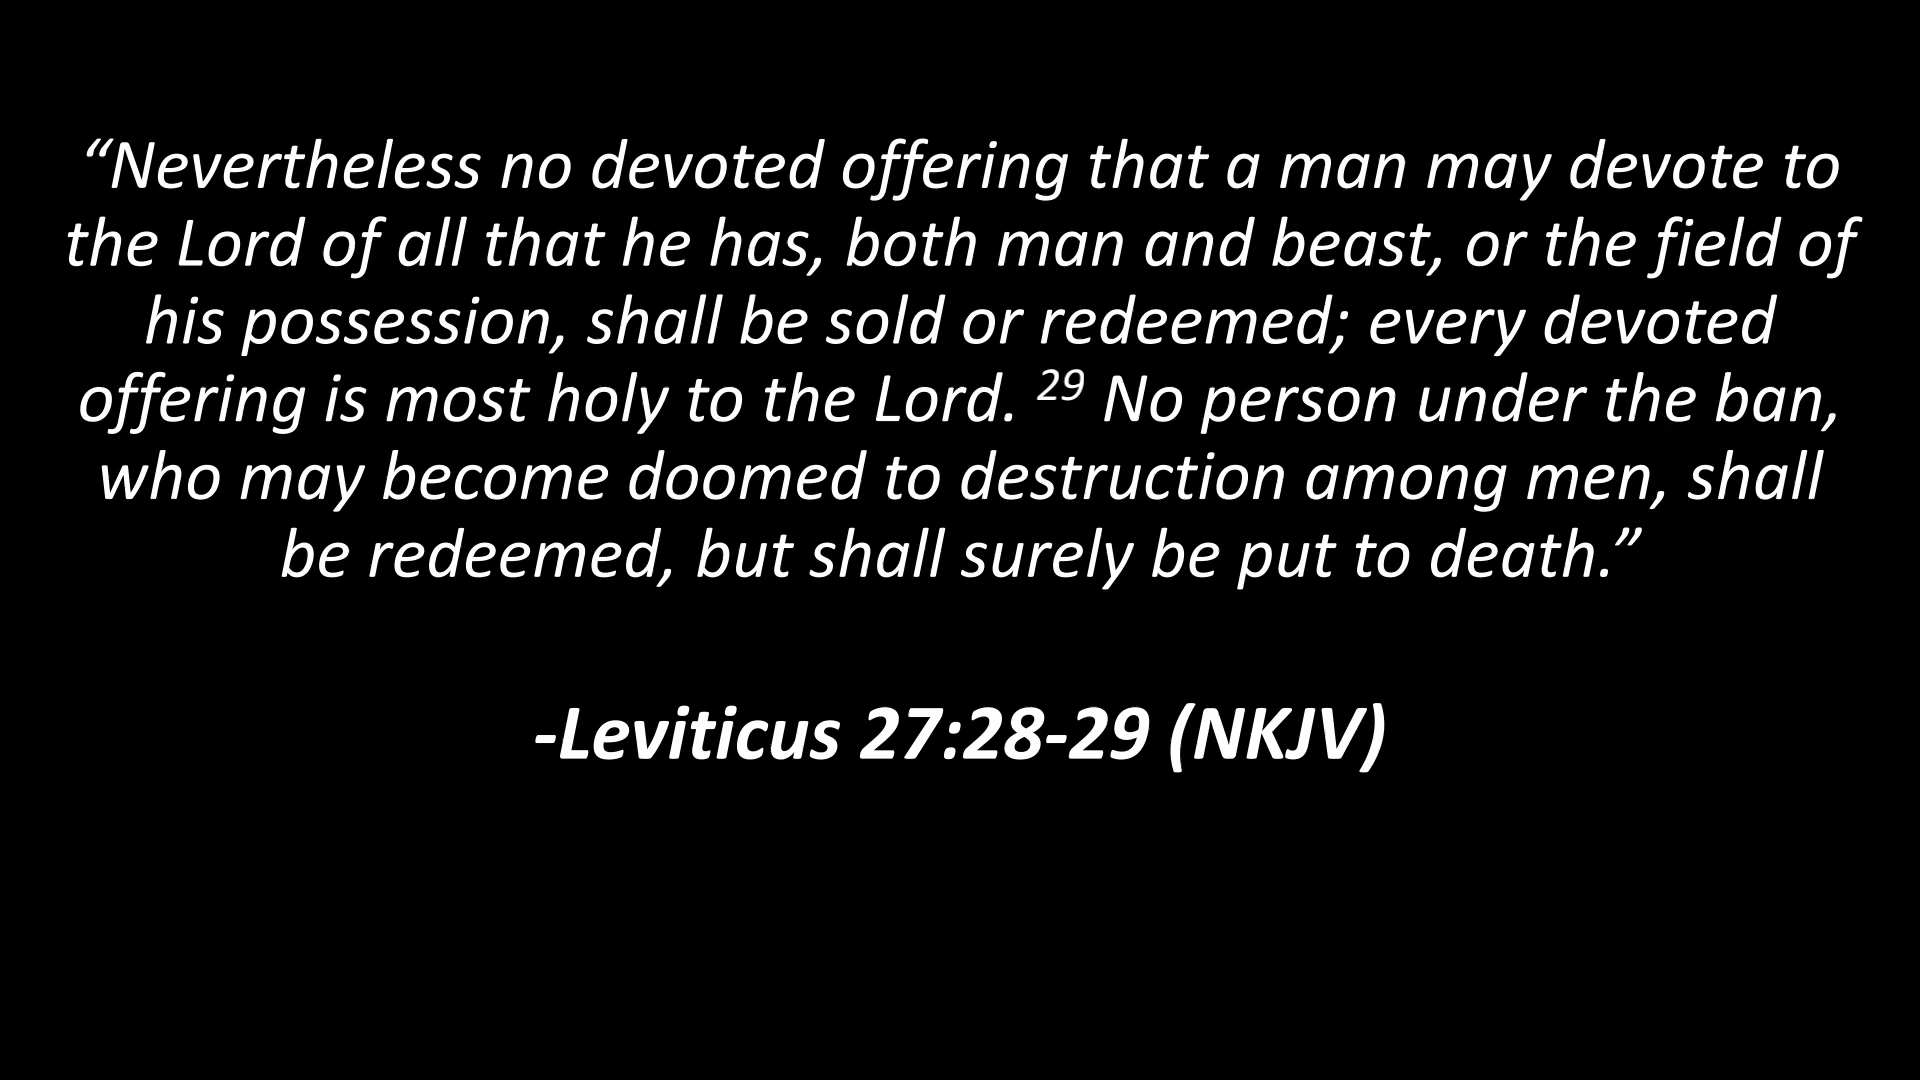 “Nevertheless no devoted offering that a man may devote to
the Lord of all that he has, both man and beast, or the field of
his possession, shall be sold or redeemed; every devoted
offering is most holy to the Lord. 29 No person under the ban,
who may become doomed to destruction among men, shall
be redeemed, but shall surely be put to death.”
-Leviticus 27:28-29 (NKJV)